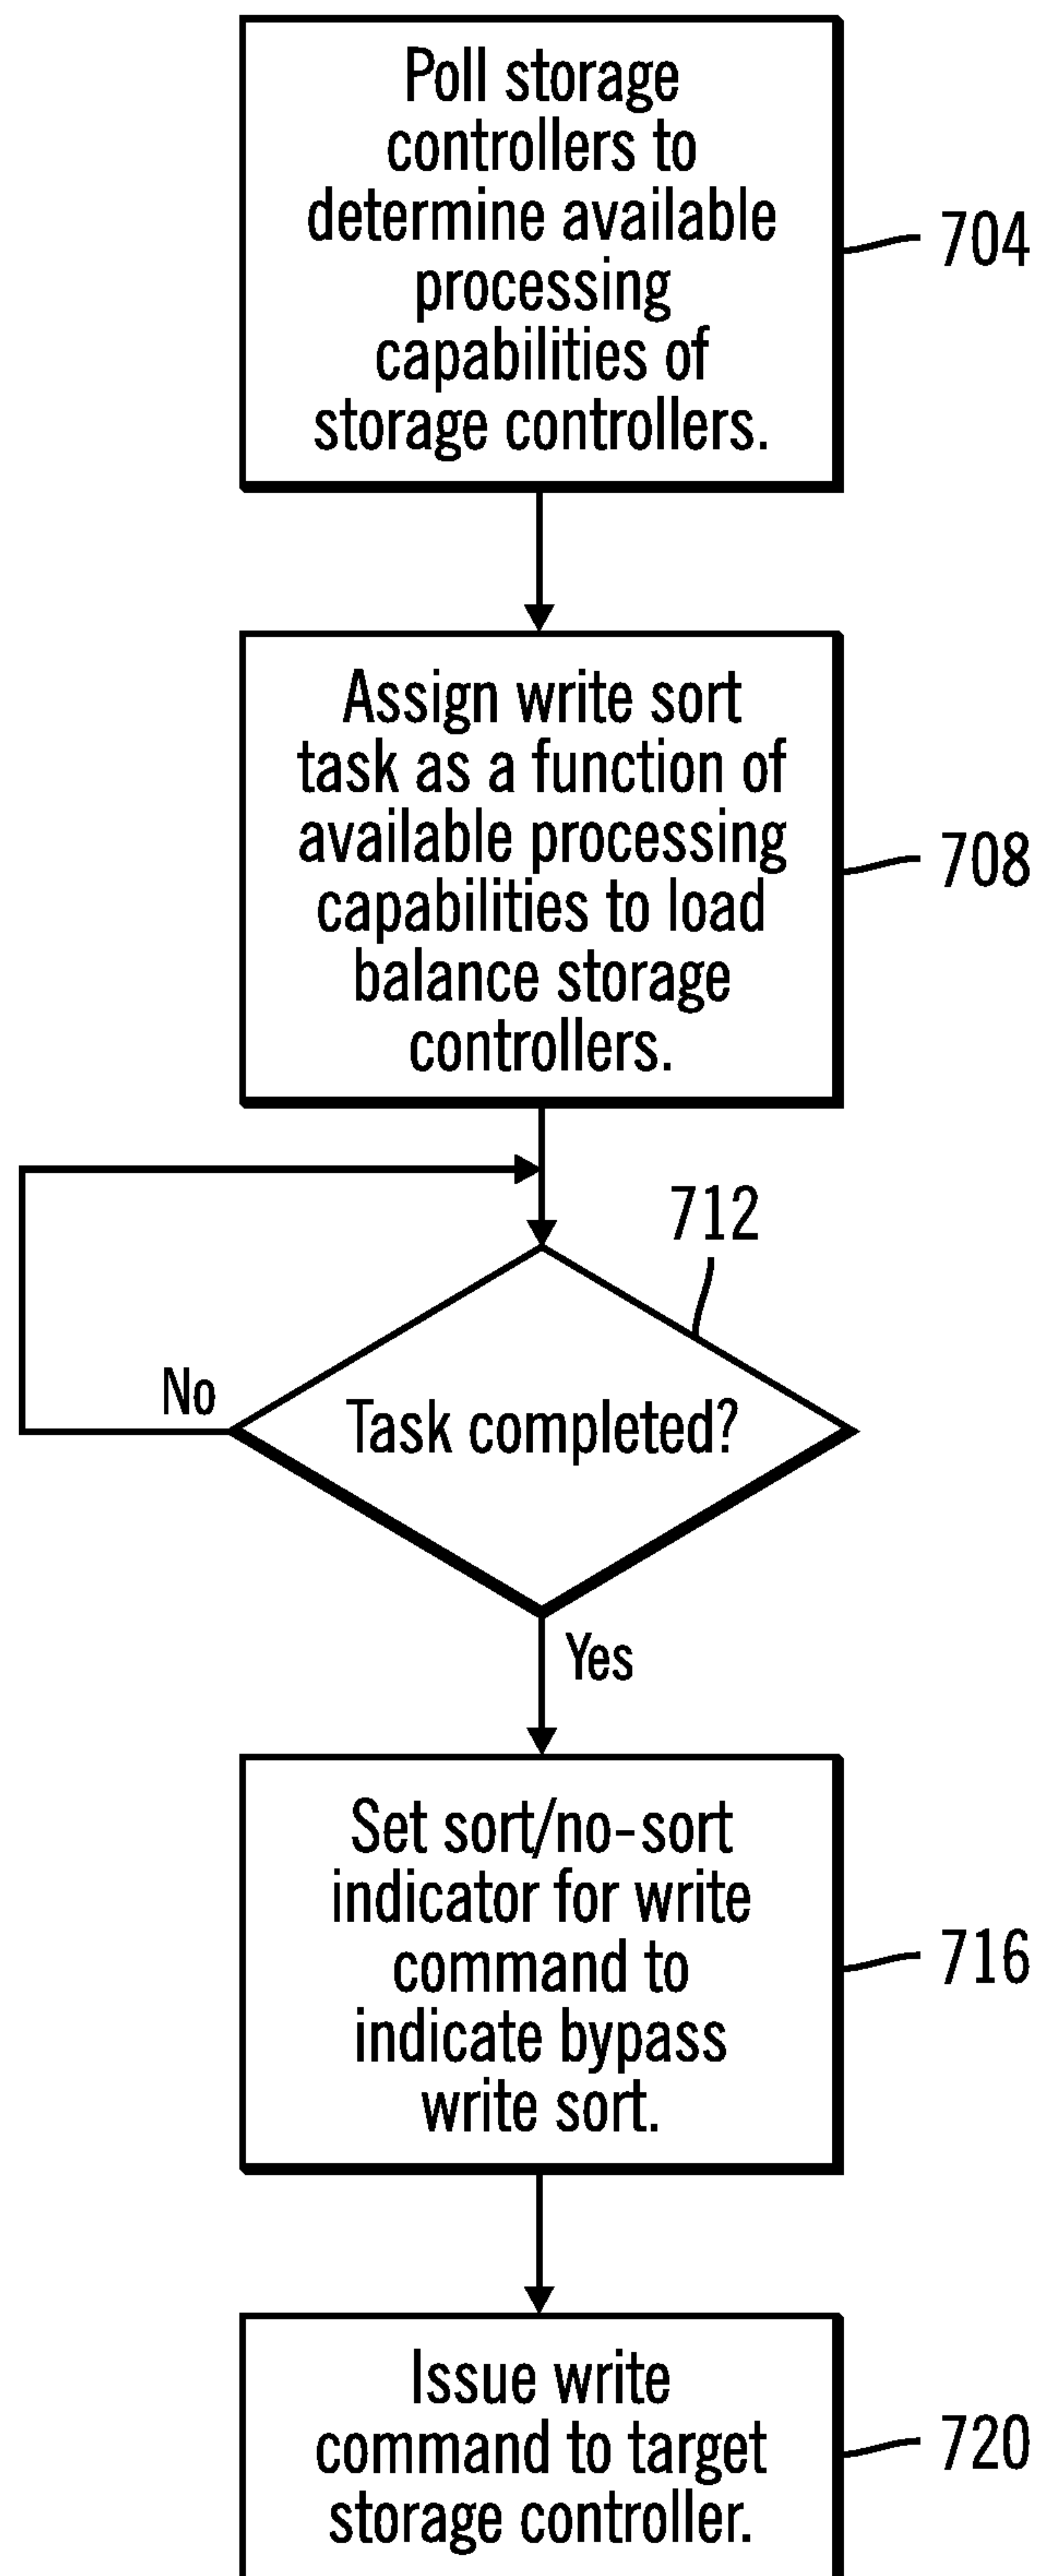 Poll storage
controllers to
determine available
processing
capabilities of
storage controllers.
704
Assign write sort
task as a function of
available processing
capabilities to load
balance storage
controllers.
708
712
No
Task completed?
Yes
Set sort/no-sort
indicator for write
command to
indicate bypass
write sort.
716
Issue write
command to target
storage controller.
720